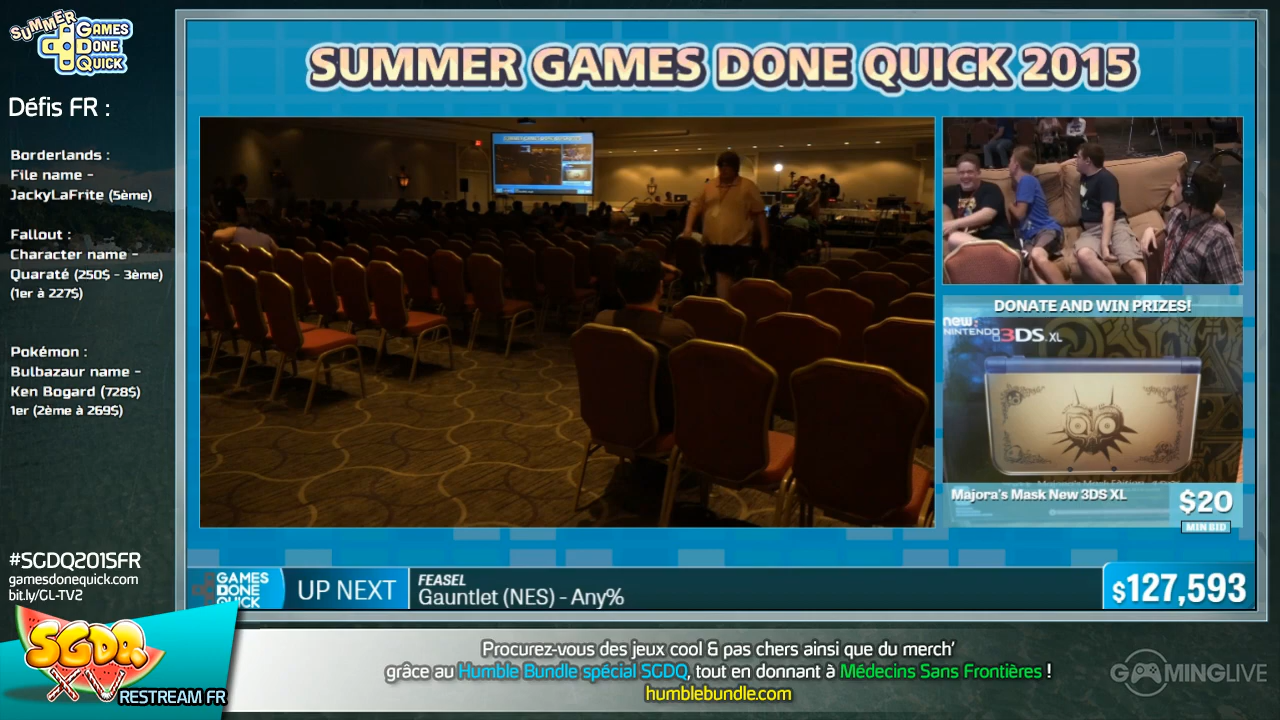 SUMMER
GAMES
DONE
QUICK
Défis FR :
Borderlands :
File name -
JackyLaFrite (5ème)
Fallout :
Character name -
Quaraté (250$ - 3ème)
(1er à 227$)
Pokémon :
Bulbazaur name -
Ken Bogard (728$)
1er (2ème à 269$)
#SGDQ2015FR
gamesdonequick.com
bit.ly/GL-TV2
SGDQ
XV
RESTREAM FR
SUMMER GAMES DONE QUICK 2015
DONATE AND WIN PRIZES!
new
NINTENDO 3DS XL
Majora's Mask New 3DS XL
$20
MIN BID
GAMES
DONE
QUICK
UP NEXT
FEASEL
Gauntlet (NES) - Any%
$127,593
Procurez-vous des jeux cool & pas chers ainsi que du merch'
grâce au Humble Bundle spécial SGDQ, tout en donnant à Médecins Sans Frontières !
humblebundle.com
GAMINGLIVE